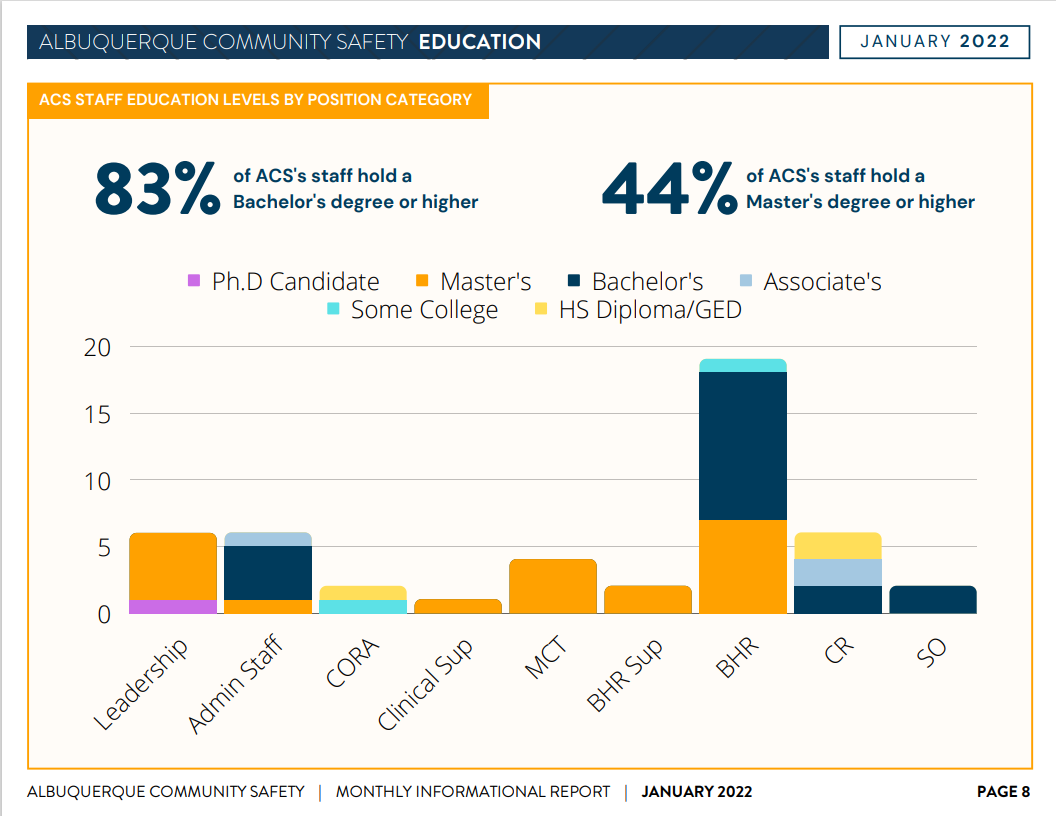 ALBUQUERQUE COMMUNITY SAFETY EDUCATION
JANUARY 2022
ACS STAFF EDUCATION LEVELS BY POSITION CATEGORY
83% of ACS's staff hold a
Bachelor's degree or higher
44% of ACS's staff hold a
Master's degree or higher
Ph.D Candidate Master's Bachelor's Associate's
Some College HS Diploma/GED
20
15
10
5
0
Leadership Admin Staff CORA Clinical Sup MCT BHR Sup BHR CR SO
ALBUQUERQUE COMMUNITY SAFETY | MONTHLY INFORMATIONAL REPORT | JANUARY 2022 PAGE 8